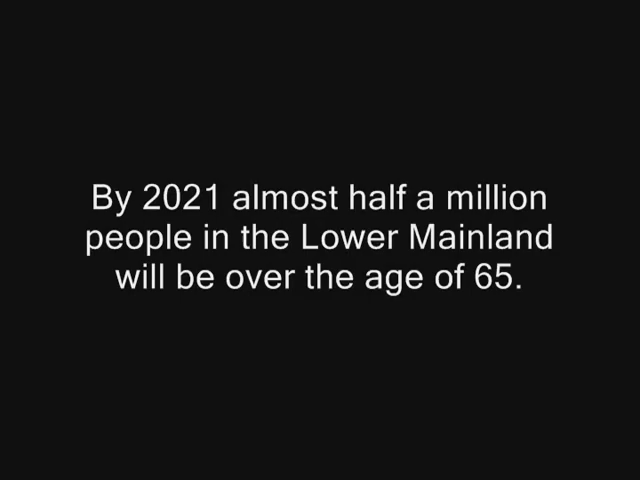 By 2021 almost half a million
people in the Lower Mainland
will be over the age of 65.